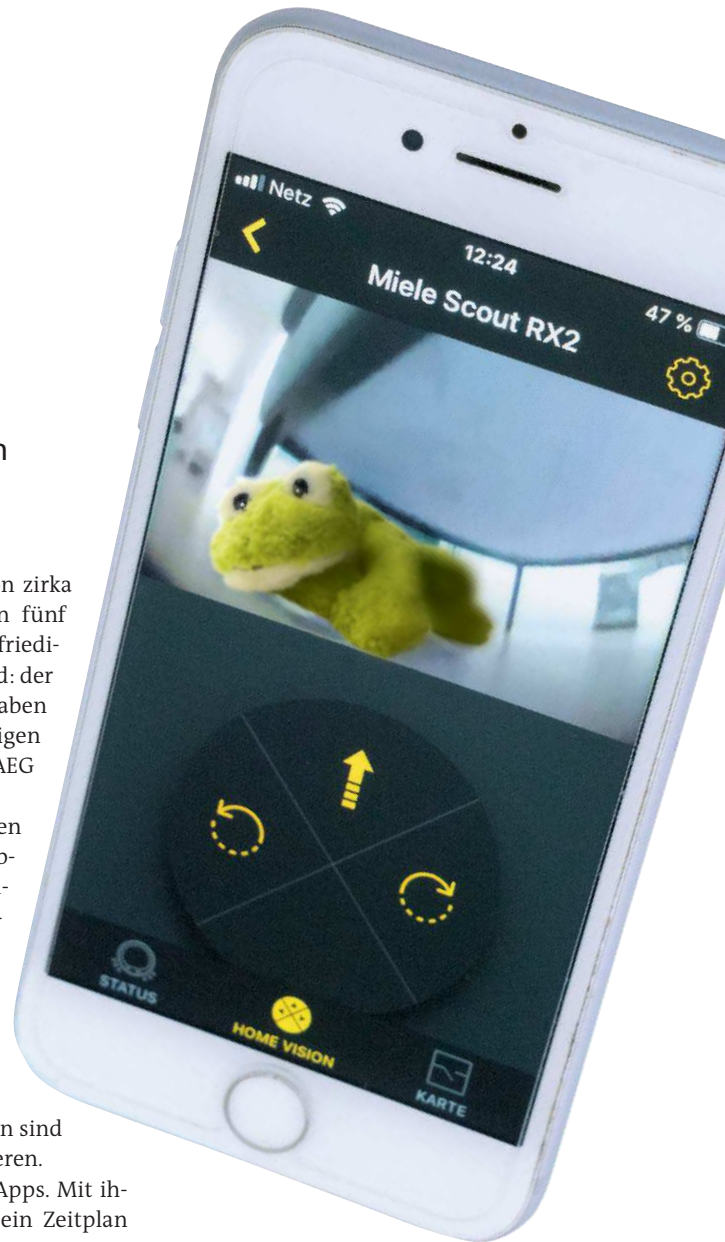 n
n zirka
n fünf
friedi-
d: der
aben
igen
AEG
en
b-
-
-
n sind
eren.
Apps. Mit ih-
ein Zeitplan
Netz
12:24
47 %
Miele Scout RX2
STATUS
HOME VISION
KARTE